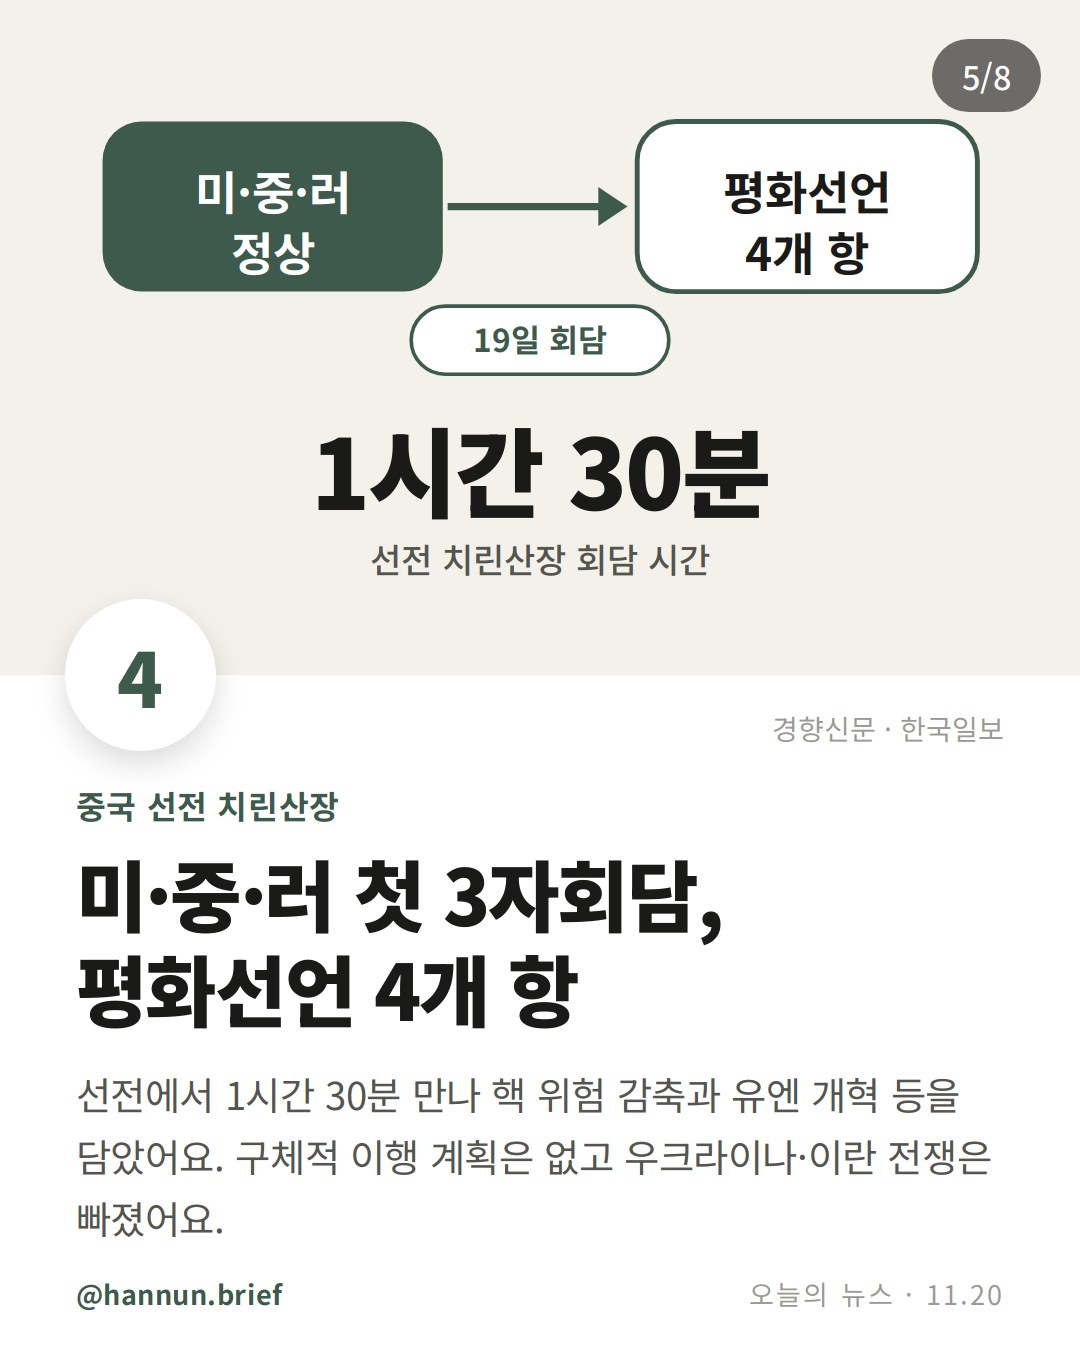 5/8
미·중·러
정상
평화선언
4개 항
19일 회담
1시간 30분
선전 치린산장 회담 시간
4
경향신문 · 한국일보
중국 선전 치린산장
미·중·러 첫 3자회담,
평화선언 4개 항
선전에서 1시간 30분 만나 핵 위험 감축과 유엔 개혁 등을
담았어요. 구체적 이행 계획은 없고 우크라이나·이란 전쟁은
빠졌어요.
@hannun.brief
오늘의 뉴스 · 11.20